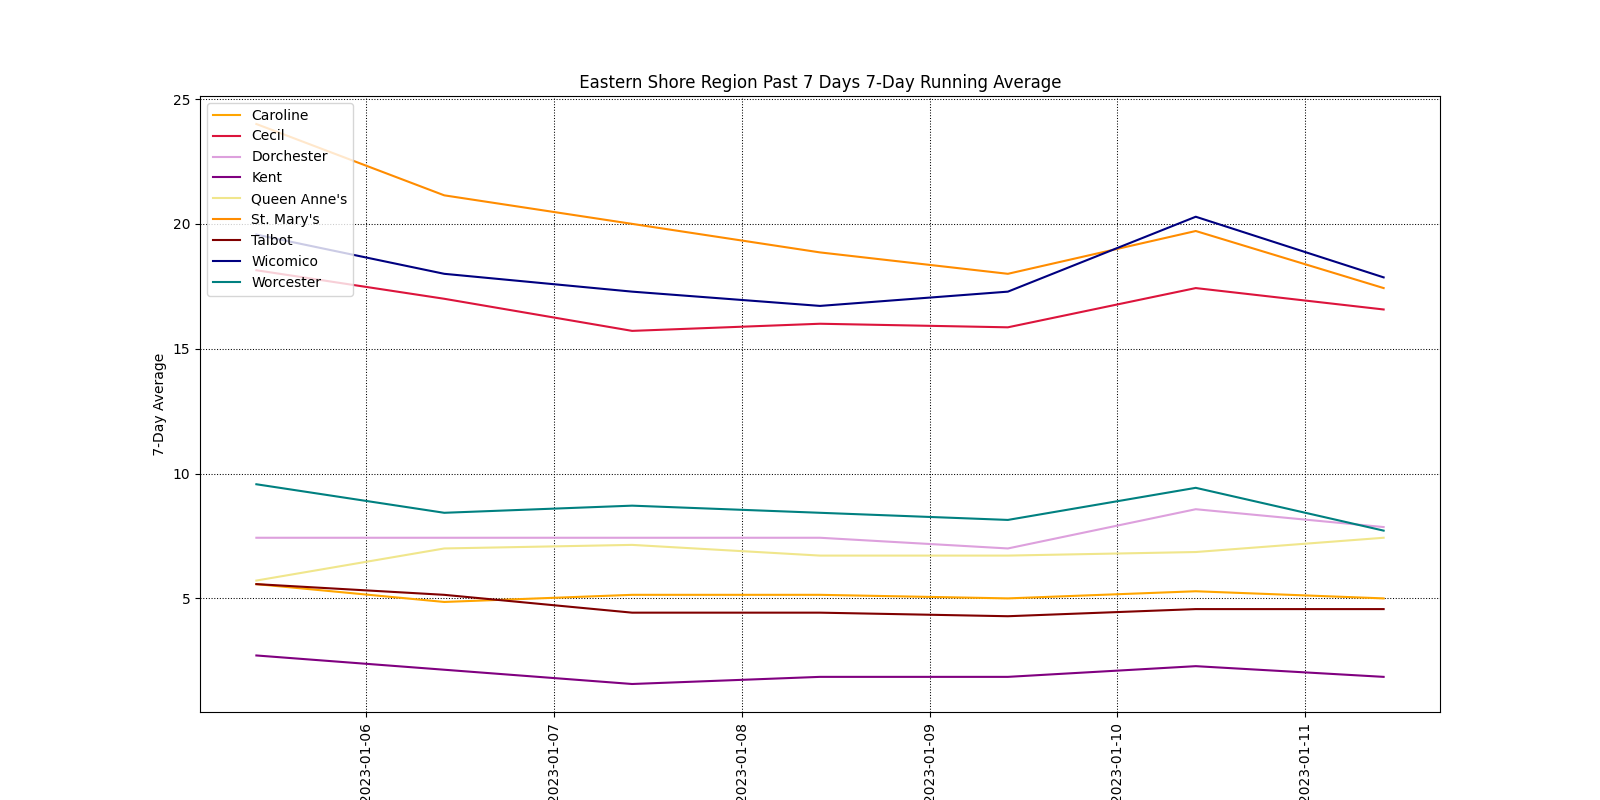 Eastern Shore Region Past 7 Days 7-Day Running Average
25
20
15
10
5
7-Day Average
Caroline
Cecil
Dorchester
Kent
Queen Anne's
St. Mary's
Talbot
Wicomico
Worcester
2023-01-06
2023-01-07
2023-01-08
2023-01-09
2023-01-10
2023-01-11